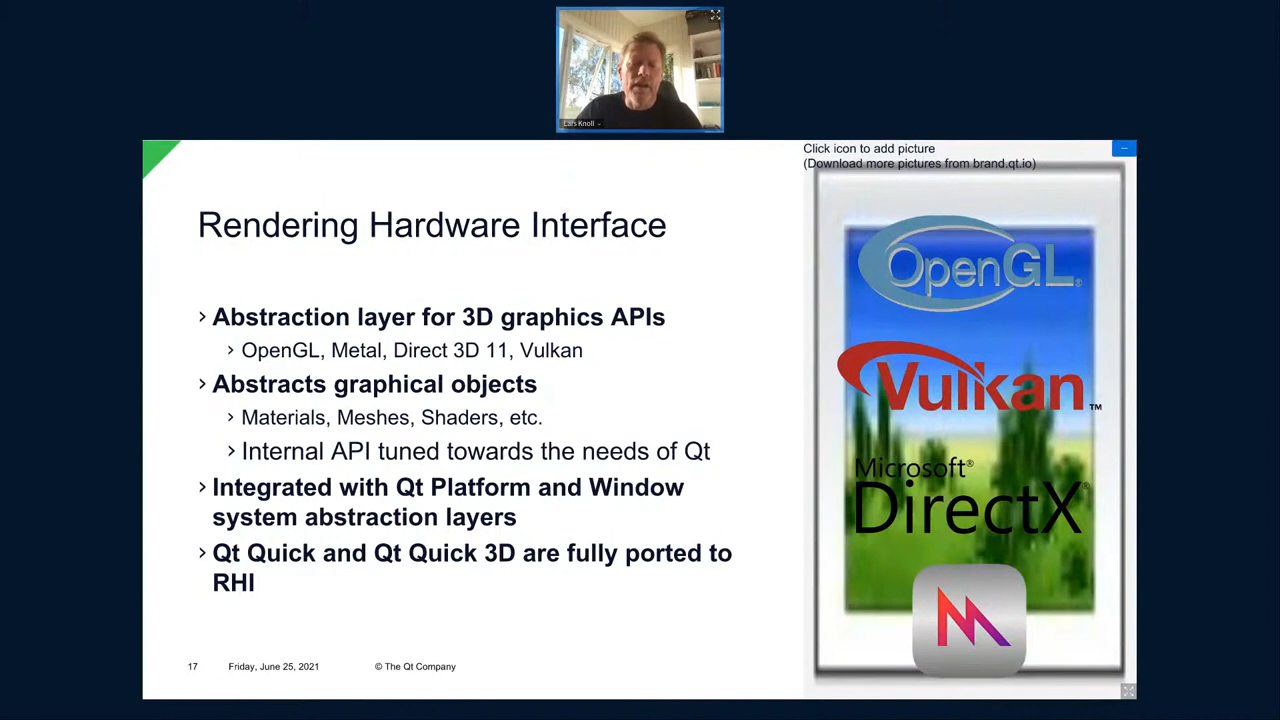 Lars Knoll
Click icon to add picture
(Download more pictures from brand.qt.io)
Rendering Hardware Interface
› Abstraction layer for 3D graphics APIs
› OpenGL, Metal, Direct 3D 11, Vulkan
› Abstracts graphical objects
› Materials, Meshes, Shaders, etc.
› Internal API tuned towards the needs of Qt
› Integrated with Qt Platform and Window
system abstraction layers
› Qt Quick and Qt Quick 3D are fully ported to
RHI
OpenGL®
Vulkan™
Microsoft®
DirectX®
17 Friday, June 25, 2021 © The Qt Company